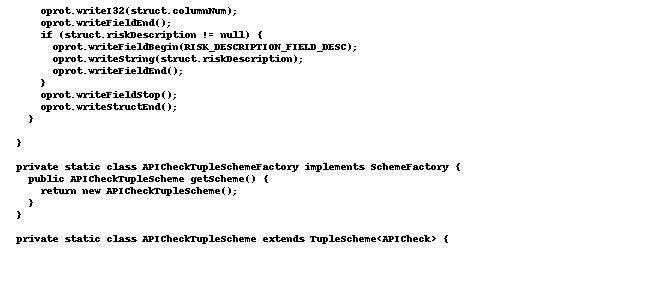 oprot.writeI32(struct.columnNum);
oprot.writeFieldEnd();
if (struct.riskDescription != null) {
oprot.writeFieldBegin(RISK_DESCRIPTION_FIELD_DESC);
oprot.writeString(struct.riskDescription);
oprot.writeFieldEnd();
}
oprot.writeFieldStop();
oprot.writeStructEnd();
}
}
private static class APICheckTupleSchemeFactory implements SchemeFactory {
public APICheckTupleScheme getScheme() {
return new APICheckTupleScheme();
}
}
private static class APICheckTupleScheme extends TupleScheme<APICheck> {